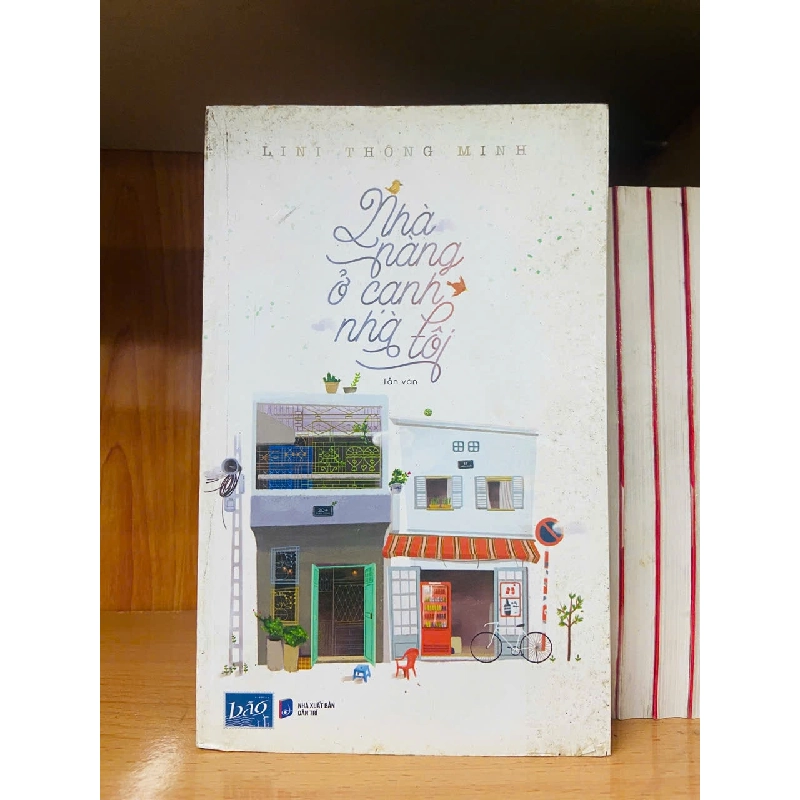 LINI THÔNG MINH
Nhà
nàng
ở cạnh
nhà tôi
tản văn
bão
NHÀ XUẤT BẢN
DÂN TRÍ